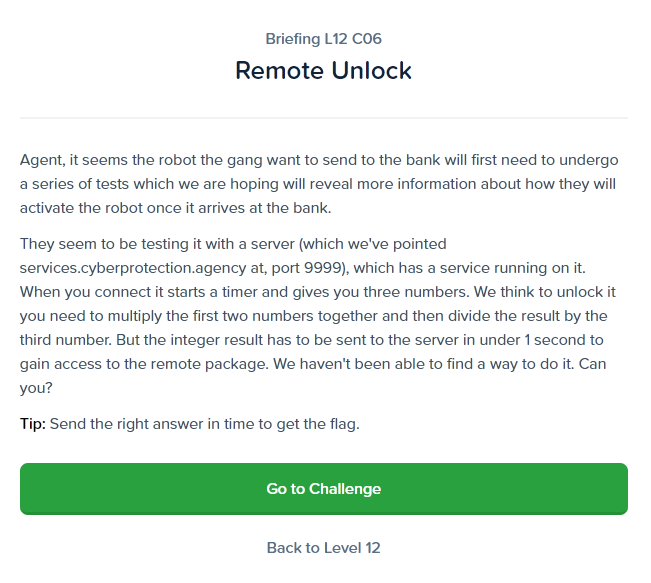 Briefing L12 C06
Remote Unlock
Agent, it seems the robot the gang want to send to the bank will first need to undergo
a series of tests which we are hoping will reveal more information about how they will
activate the robot once it arrives at the bank.
They seem to be testing it with a server (which we've pointed
services.cyberprotection.agency at, port 9999), which has a service running on it.
When you connect it starts a timer and gives you three numbers. We think to unlock it
you need to multiply the first two numbers together and then divide the result by the
third number. But the integer result has to be sent to the server in under 1 second to
gain access to the remote package. We haven't been able to find a way to do it. Can
you?
Tip: Send the right answer in time to get the flag.
Go to Challenge
Back to Level 12